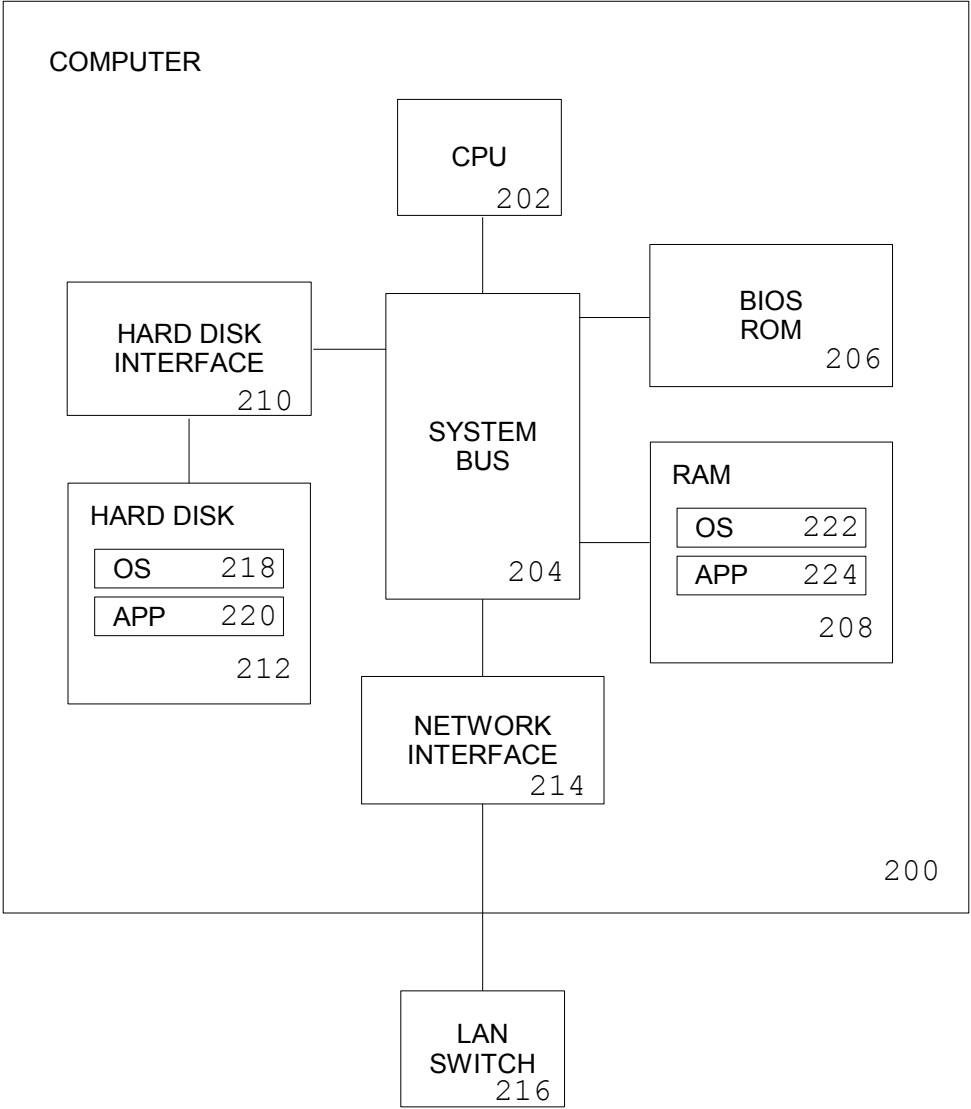 COMPUTER
CPU
202
HARD DISK
INTERFACE
210
SYSTEM
BUS
204
BIOS
ROM
206
HARD DISK
OS 218
APP 220
212
RAM
OS 222
APP 224
208
NETWORK
INTERFACE
214
200
LAN
SWITCH
216